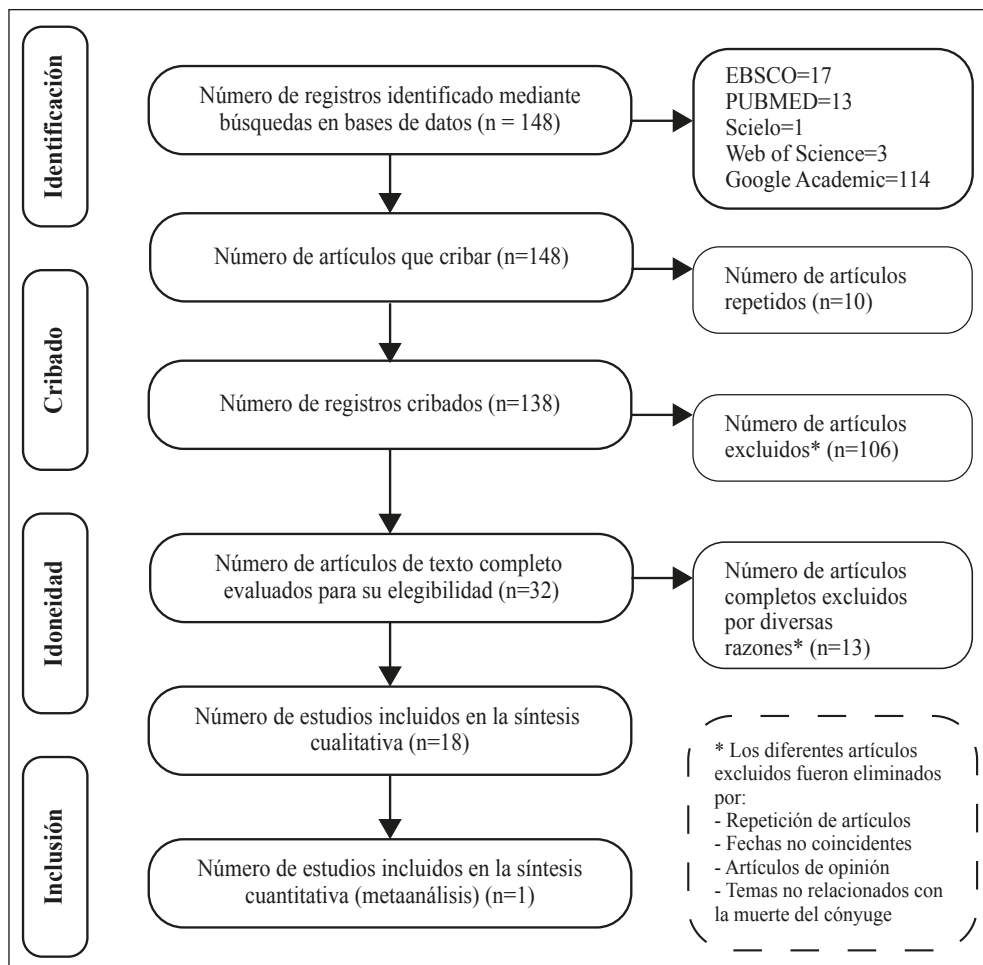 Identificación
Número de registros identificado mediante
búsquedas en bases de datos (n = 148)
EBSCO=17
PUBMED=13
Scielo=1
Web of Science=3
Google Academic=114
Número de artículos que cribar (n=148)
Número de artículos
repetidos (n=10)
Cribado
Número de registros cribados (n=138)
Número de artículos
excluidos* (n=106)
Idoneidad
Número de artículos de texto completo
evaluados para su elegibilidad (n=32)
Número de artículos
completos excluidos
por diversas
razones* (n=13)
Número de estudios incluidos en la síntesis
cualitativa (n=18)
Inclusión
Número de estudios incluidos en la síntesis
cuantitativa (metaanálisis) (n=1)
* Los diferentes artículos
excluidos fueron eliminados
por:
- Repetición de artículos
- Fechas no coincidentes
- Artículos de opinión
- Temas no relacionados con
la muerte del cónyuge